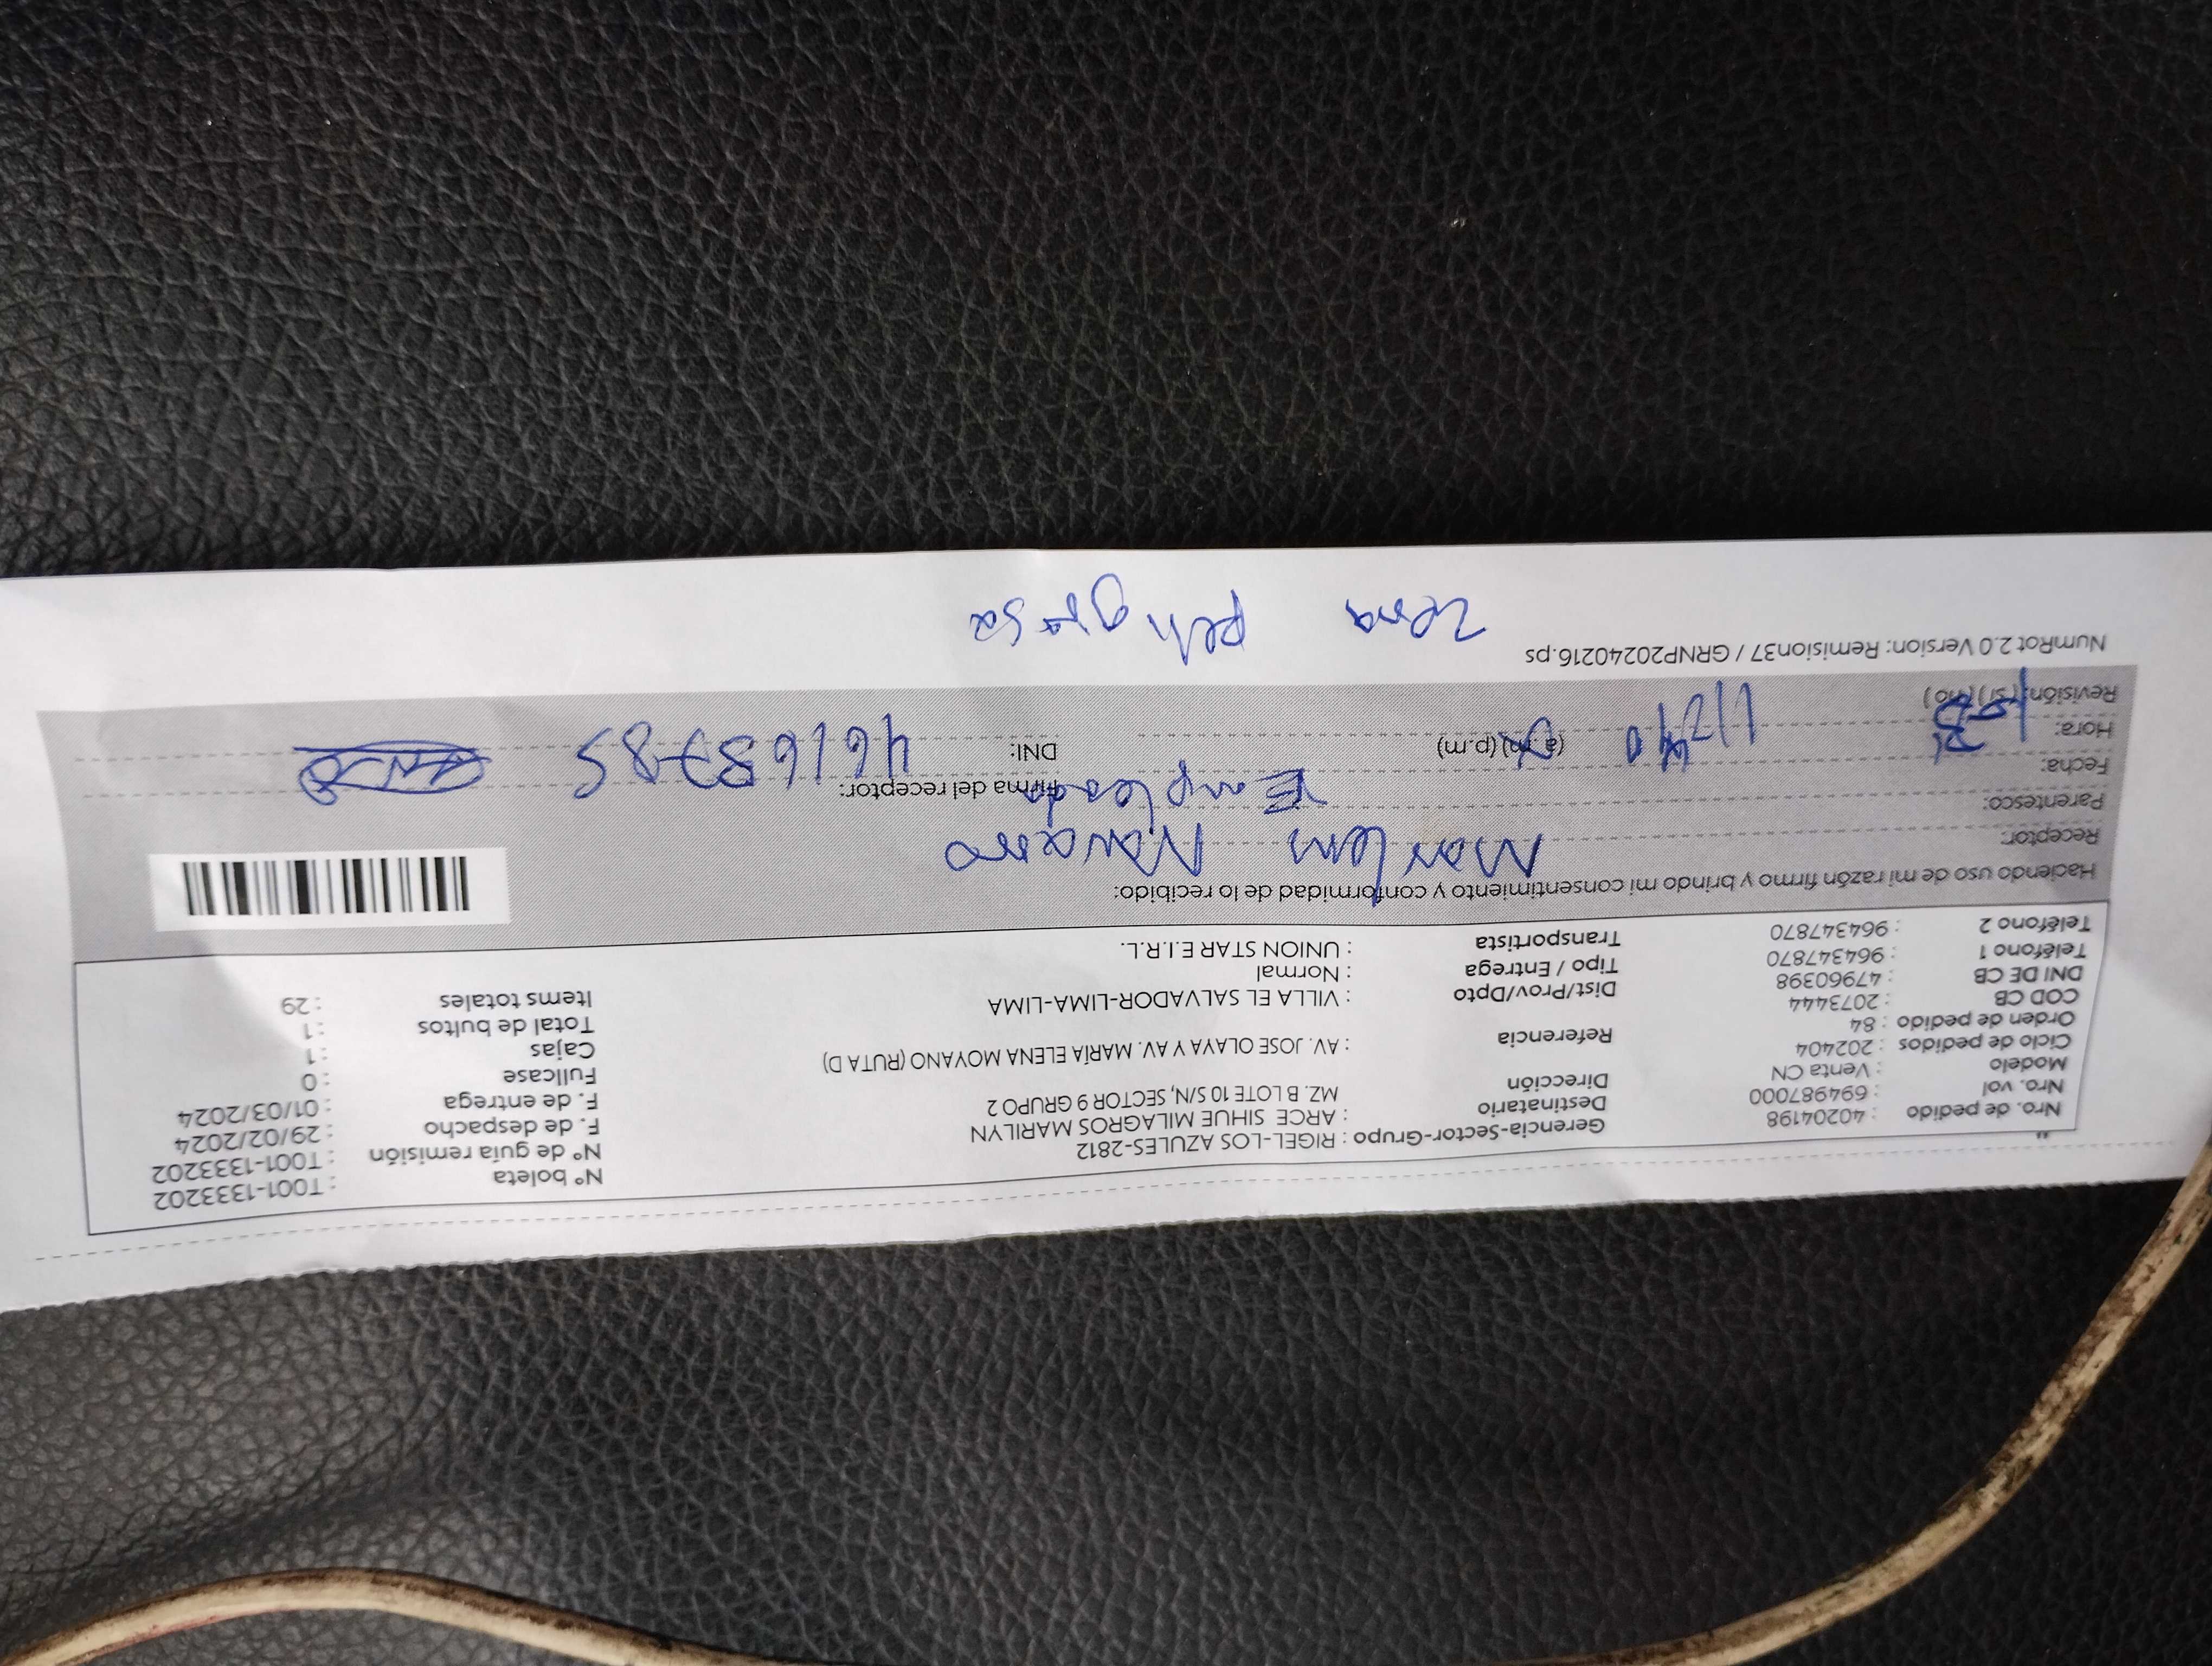 Nro. de pedido : 40204198 Gerencia-Sector-Grupo : RIGEL-LOS AZULES-2812 N° boleta : T001-1333202
Nro. vol : 694987000 Destinatario : ARCE SIHUE MILAGROS MARILYN N° de guía remisión : T001-1333202
Modelo : Venta CN Dirección MZ. B LOTE 10 S/N, SECTOR 9 GRUPO 2 F. de despacho : 29/02/2024
Ciclo de pedidos : 202404 F. de entrega : 01/03/2024
Orden de pedido : 84 Referencia : AV. JOSE OLAYA Y AV. MARÍA ELENA MOYANO (RUTA D) Fullcase : 0
COD CB : 2073444 Dist/Prov/Dpto : VILLA EL SALVADOR-LIMA-LIMA Cajas : 1
DNI DE CB : 47960398 Tipo / Entrega : Normal Total de bultos : 1
Teléfono 1 : 964347870 Transportista : UNION STAR E.I.R.L. Items totales : 29
Teléfono 2 : 964347870
Haciendo uso de mi razón firmo y brindo mi consentimiento y conformidad de lo recibido:
Receptor:
Parentesco: Empleada Firma del receptor:
Fecha:
Hora: (a.m) (p.m) DNI: 46168785
Revisión: (si) (no)
NumRot 2.0 Version: Remision37 / GRNP20240216.ps
Zona peligrosa